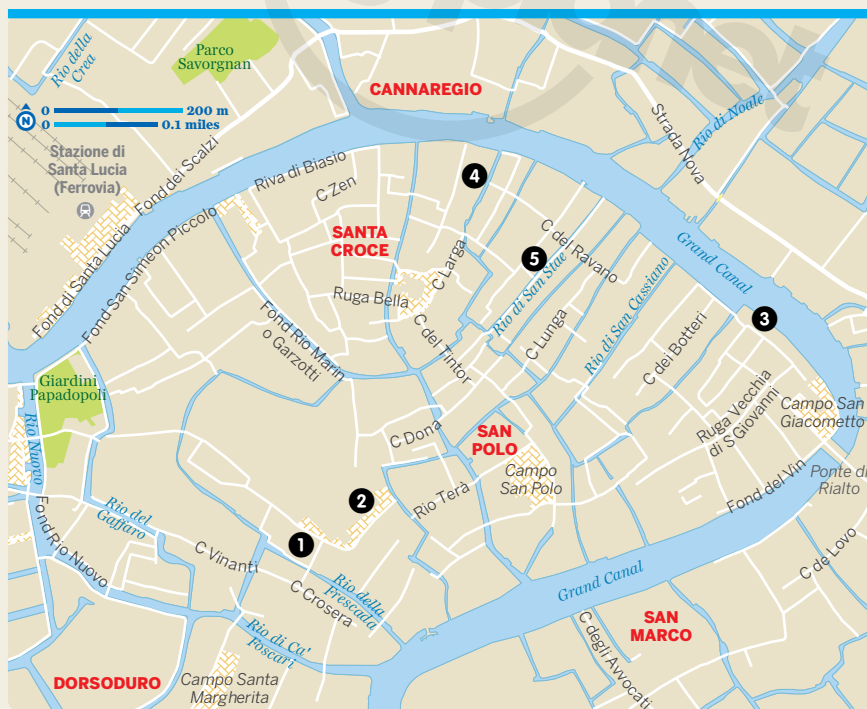 Rio della
Crea
Parco
Savorgnan
CANNAREGIO
N
0 200 m
0 0.1 miles
Stazione di
Santa Lucia
(Ferrovia)
Fond dei Scalzi
Riva di Biasio
C Zen
4
Strada Nova
Rio di Noale
SANTA
CROCE
C Larga
5
C del Ravano
Rio di San Stae
Grand Canal
Fond di Santa Lucia
Fond San Simeon Piccolo
Ruga Bella
C del Tintor
C Lunga
Rio di San Cassiano
3
Fond Rio Marin
o Garzotti
C dei Botteri
Giardini
Papadopoli
Rio Nuovo
C Dona
SAN
POLO
Campo
San Polo
Ruga Vecchia
di S Giovanni
Campo San
Giacometto
Ponte di
Rialto
2
Rio Terà
Fond del Vin
Rio del
Gaffaro
1
Fond Rio Nuovo
C Vinanti
C Crosera
Rio della
Frescada
Grand Canal
C de Lovo
SAN
MARCO
Rio di Ca'
Foscari
C degli Avvocati
DORSODURO
Campo Santa
Margherita